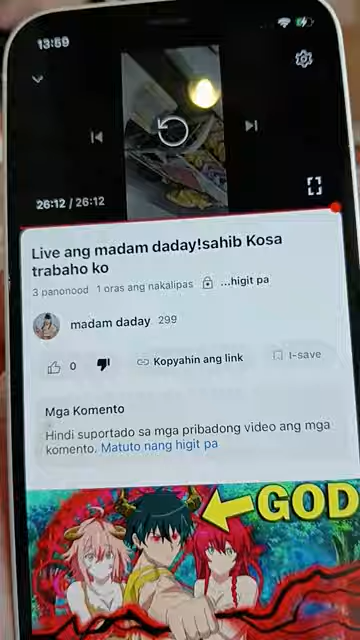 13:59
26:12 / 26:12
Live ang madam daday!sahib Kosa
trabaho ko
3 panonood 1 oras ang nakalipas ...higit pa
madam daday 299
0 Kopyahin ang link I-save
Mga Komento
Hindi suportado sa mga pribadong video ang mga
komento. Matuto nang higit pa
GOD